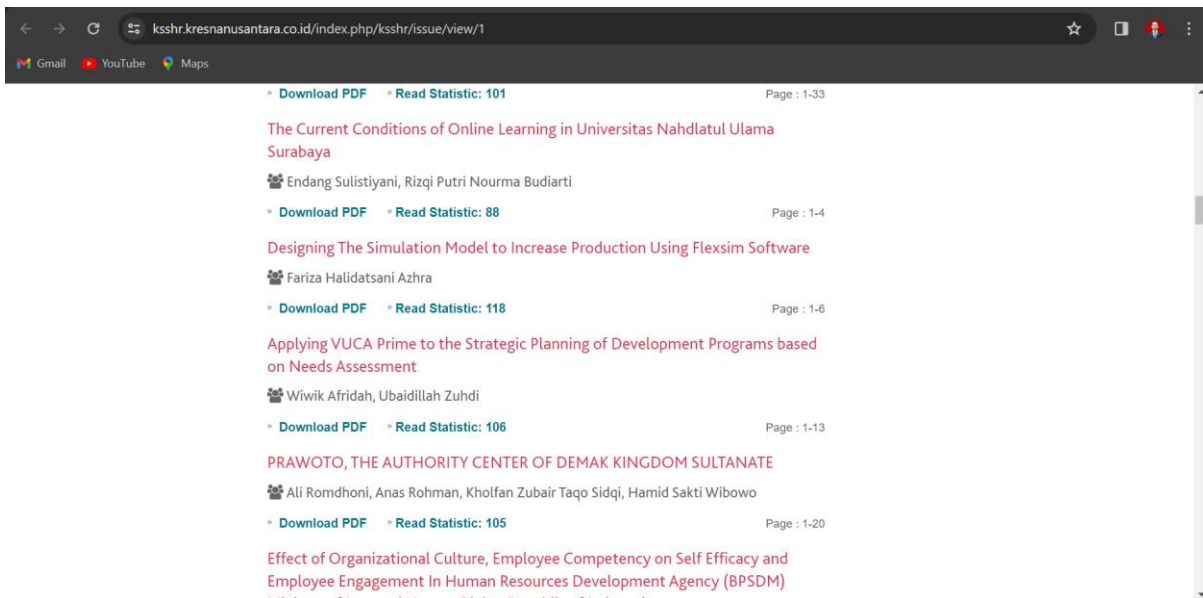 ksshr.kresnanusantara.co.id/index.php/ksshr/issue/view/1
Gmail YouTube Maps
» Download PDF » Read Statistic: 101 Page : 1-33
The Current Conditions of Online Learning in Universitas Nahdlatul Ulama
Surabaya
Endang Sulistiyani, Rizqi Putri Nourma Budiarti
» Download PDF » Read Statistic: 88 Page : 1-4
Designing The Simulation Model to Increase Production Using Flexsim Software
Fariza Halidatsani Azhra
» Download PDF » Read Statistic: 118 Page : 1-6
Applying VUCA Prime to the Strategic Planning of Development Programs based
on Needs Assessment
Wiwik Afridah, Ubaidillah Zuhdi
» Download PDF » Read Statistic: 106 Page : 1-13
PRAWOTO, THE AUTHORITY CENTER OF DEMAK KINGDOM SULTANATE
Ali Romdhoni, Anas Rohman, Kholfan Zubair Taqo Sidqi, Hamid Sakti Wibowo
» Download PDF » Read Statistic: 105 Page : 1-20
Effect of Organizational Culture, Employee Competency on Self Efficacy and
Employee Engagement In Human Resources Development Agency (BPSDM)